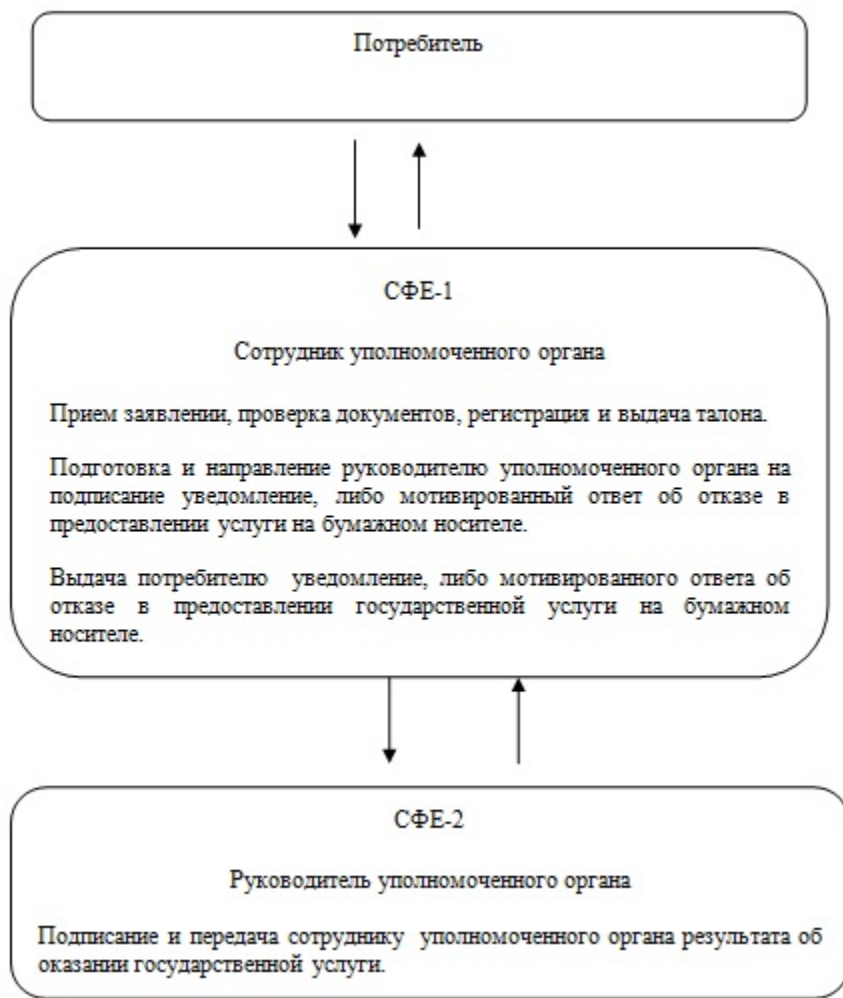 Потребитель
СФЕ-1
Сотрудник уполномоченного органа
Прием заявлении, проверка документов, регистрация и выдача талона.
Подготовка и направление руководителю уполномоченного органа на
подписание уведомление, либо мотивированный ответ об отказе в
предоставлении услуги на бумажном носителе.
Выдача потребителю уведомление, либо мотивированного ответа об
отказе в предоставлении государственной услуги на бумажном
носителе.
СФЕ-2
Руководитель уполномоченного органа
Подписание и передача сотруднику уполномоченного органа результата об
оказании государственной услуги.